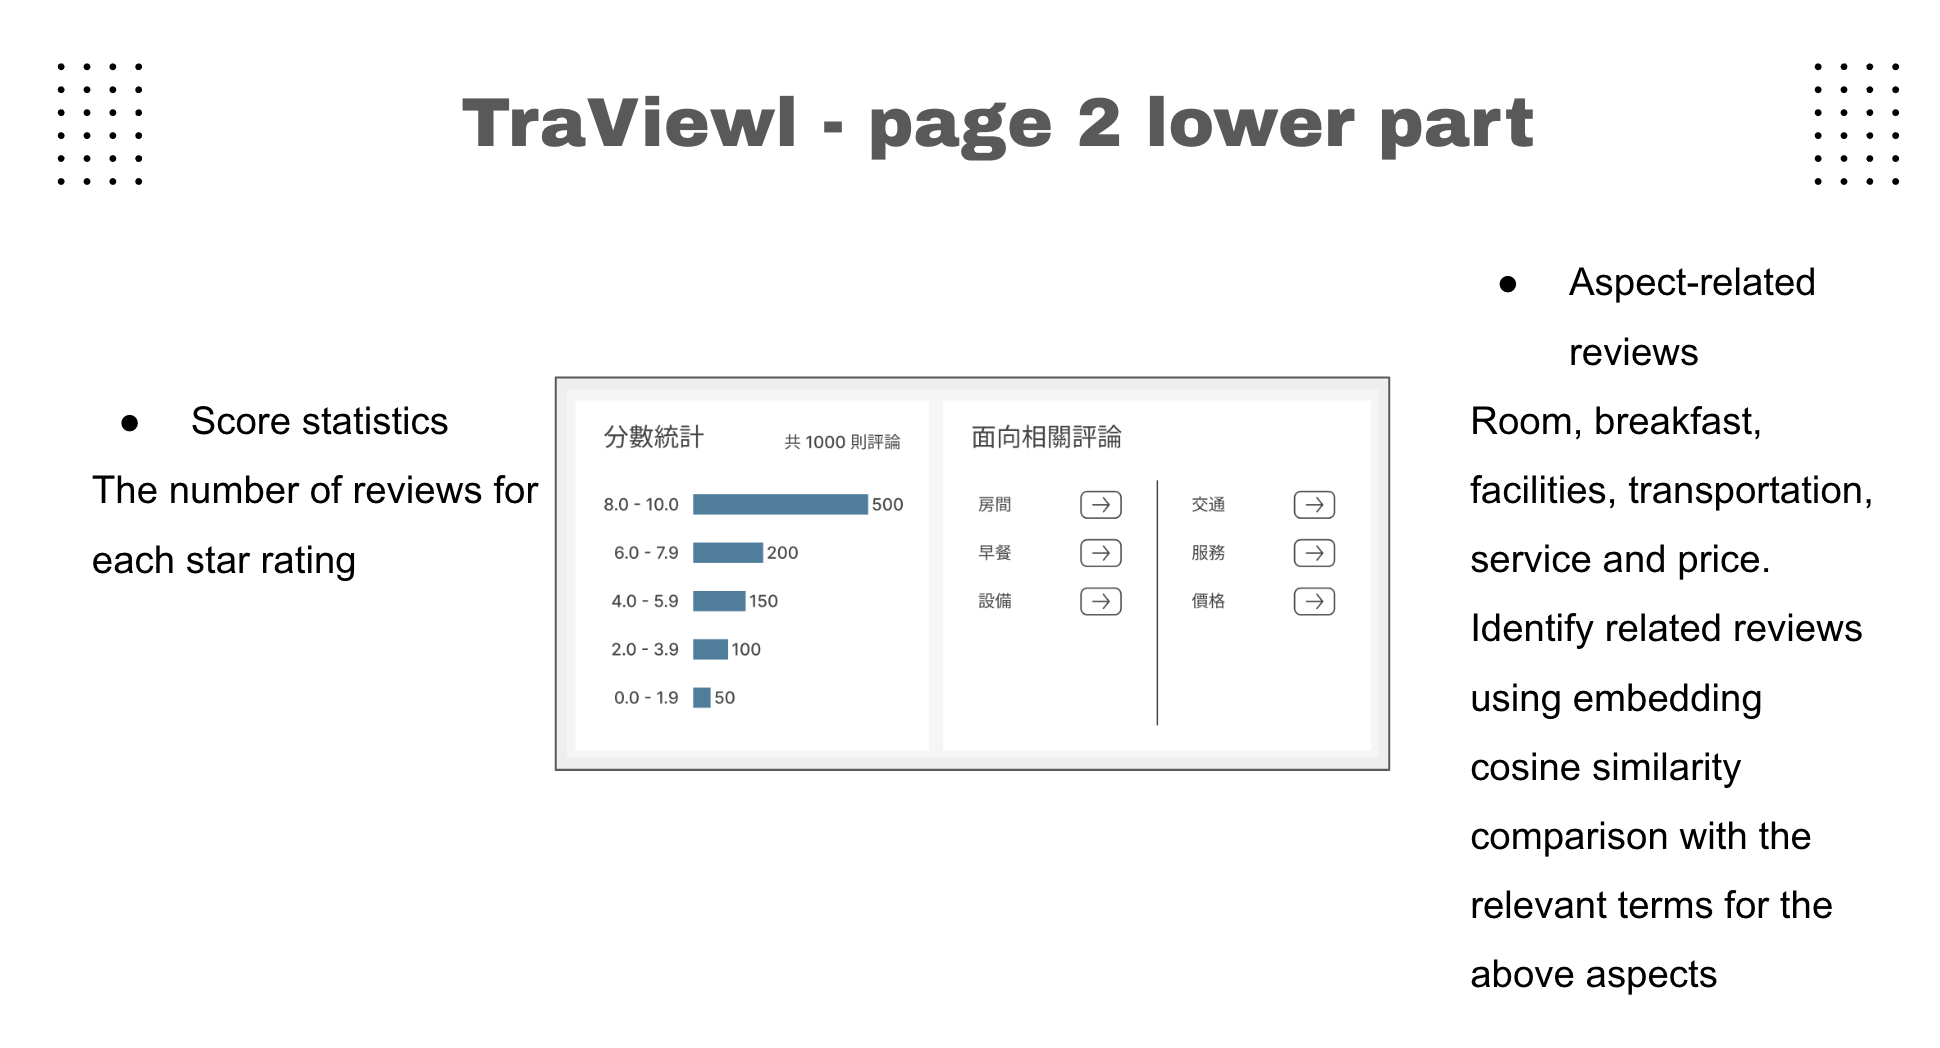 TraViewl - page 2 lower part
● Score statistics
The number of reviews for
each star rating
分數統計
共 1000 則評論
8.0 - 10.0 500
6.0 - 7.9 200
4.0 - 5.9 150
2.0 - 3.9 100
0.0 - 1.9 50
面向相關評論
房間 → 交通 →
早餐 → 服務 →
設備 → 價格 →
● Aspect-related
reviews
Room, breakfast,
facilities, transportation,
service and price.
Identify related reviews
using embedding
cosine similarity
comparison with the
relevant terms for the
above aspects